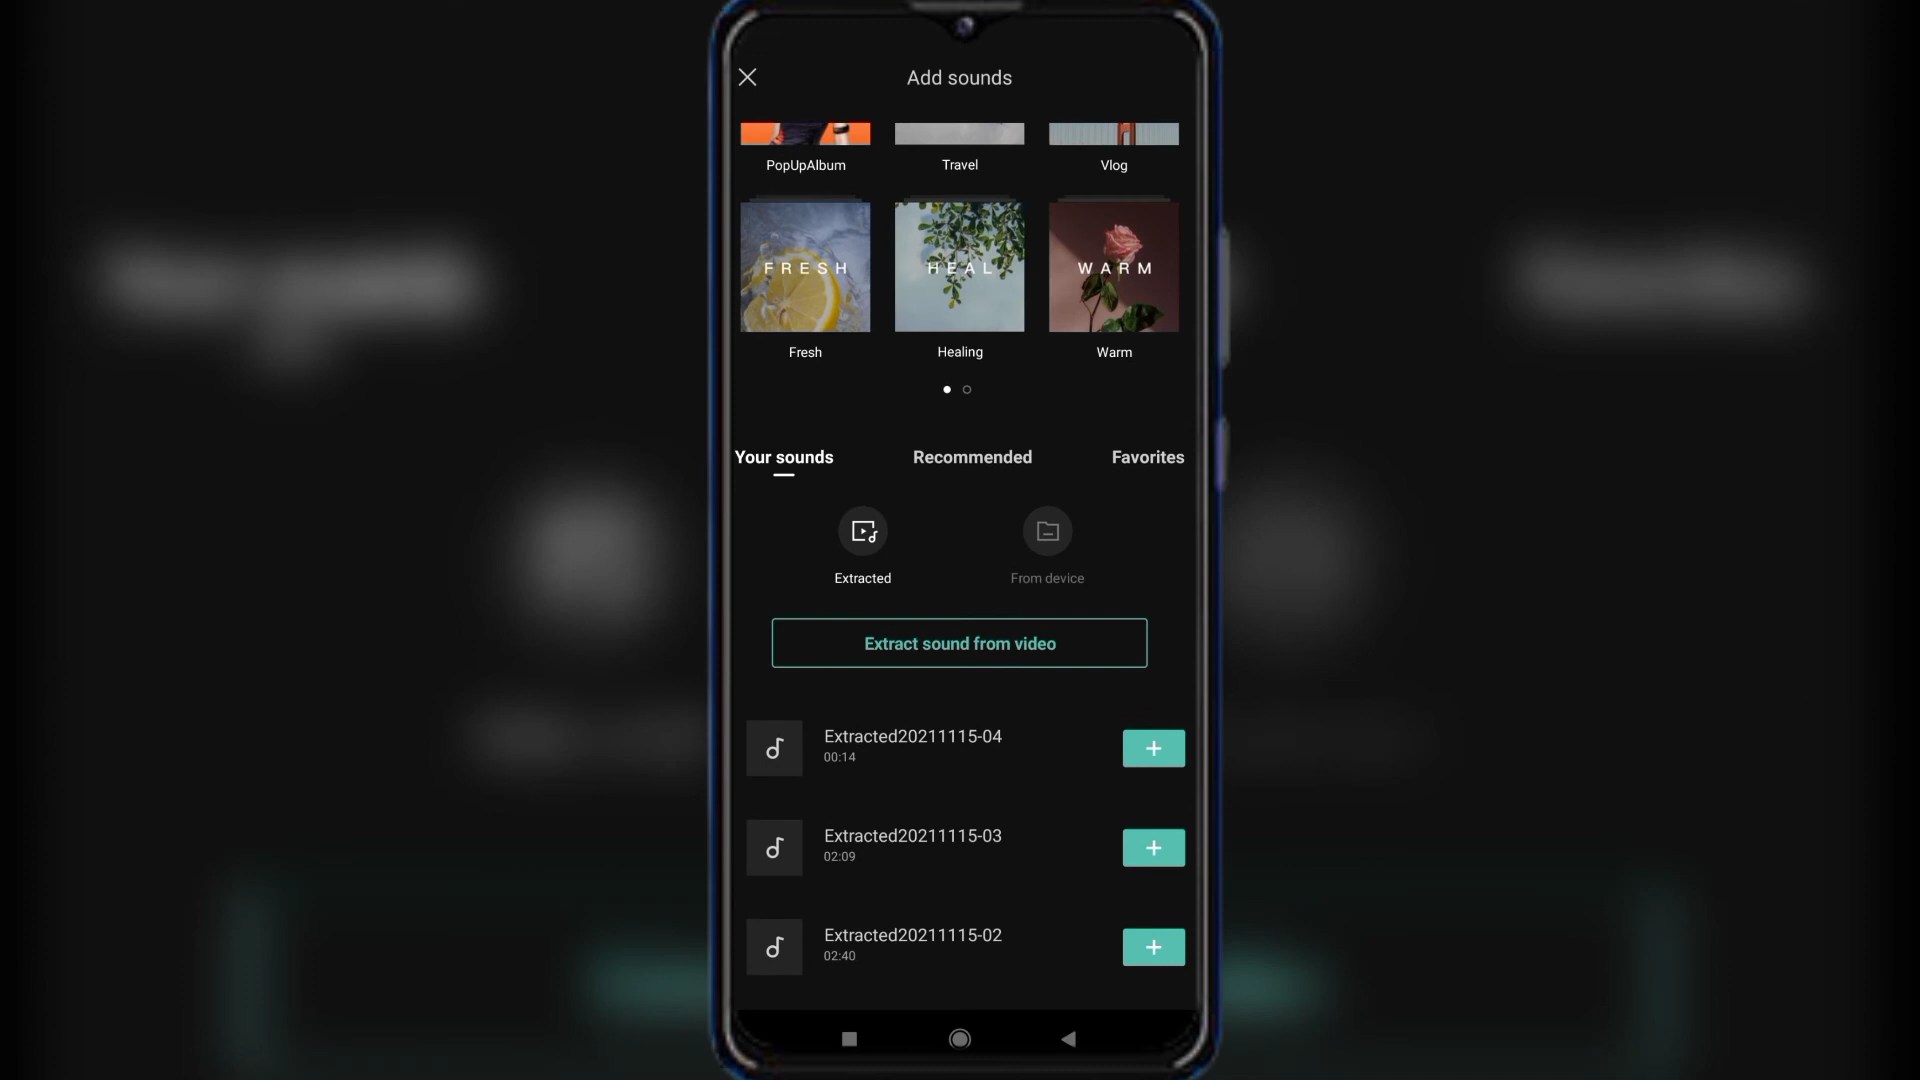 Add sounds
PopUpAlbum
Travel
Vlog
FRESH
HEAL
WARM
Fresh
Healing
Warm
Your sounds
Recommended
Favorites
Extracted
From device
Extract sound from video
Extracted20211115-04
00:14
Extracted20211115-03
02:09
Extracted20211115-02
02:40